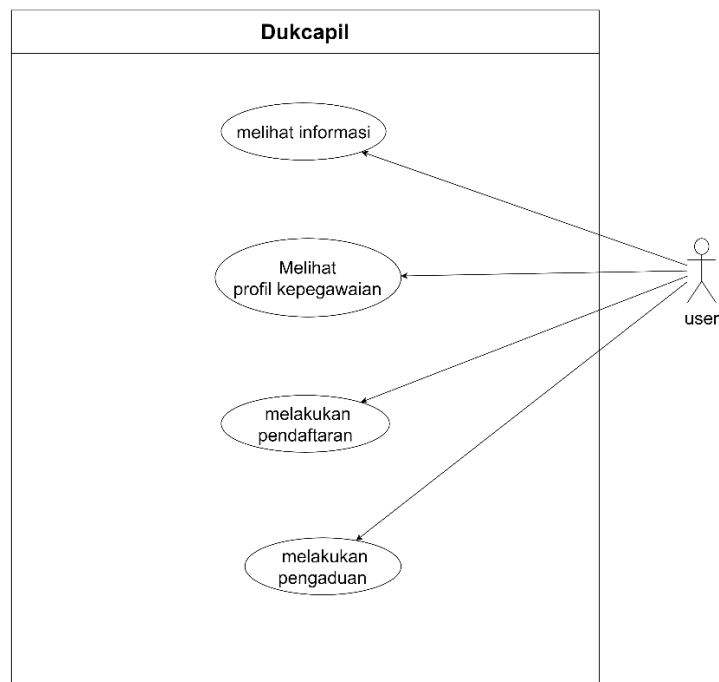 Dukcapil
melihat informasi
Melihat
profil kepegawaian
user
melakukan
pendaftaran
melakukan
pengaduan